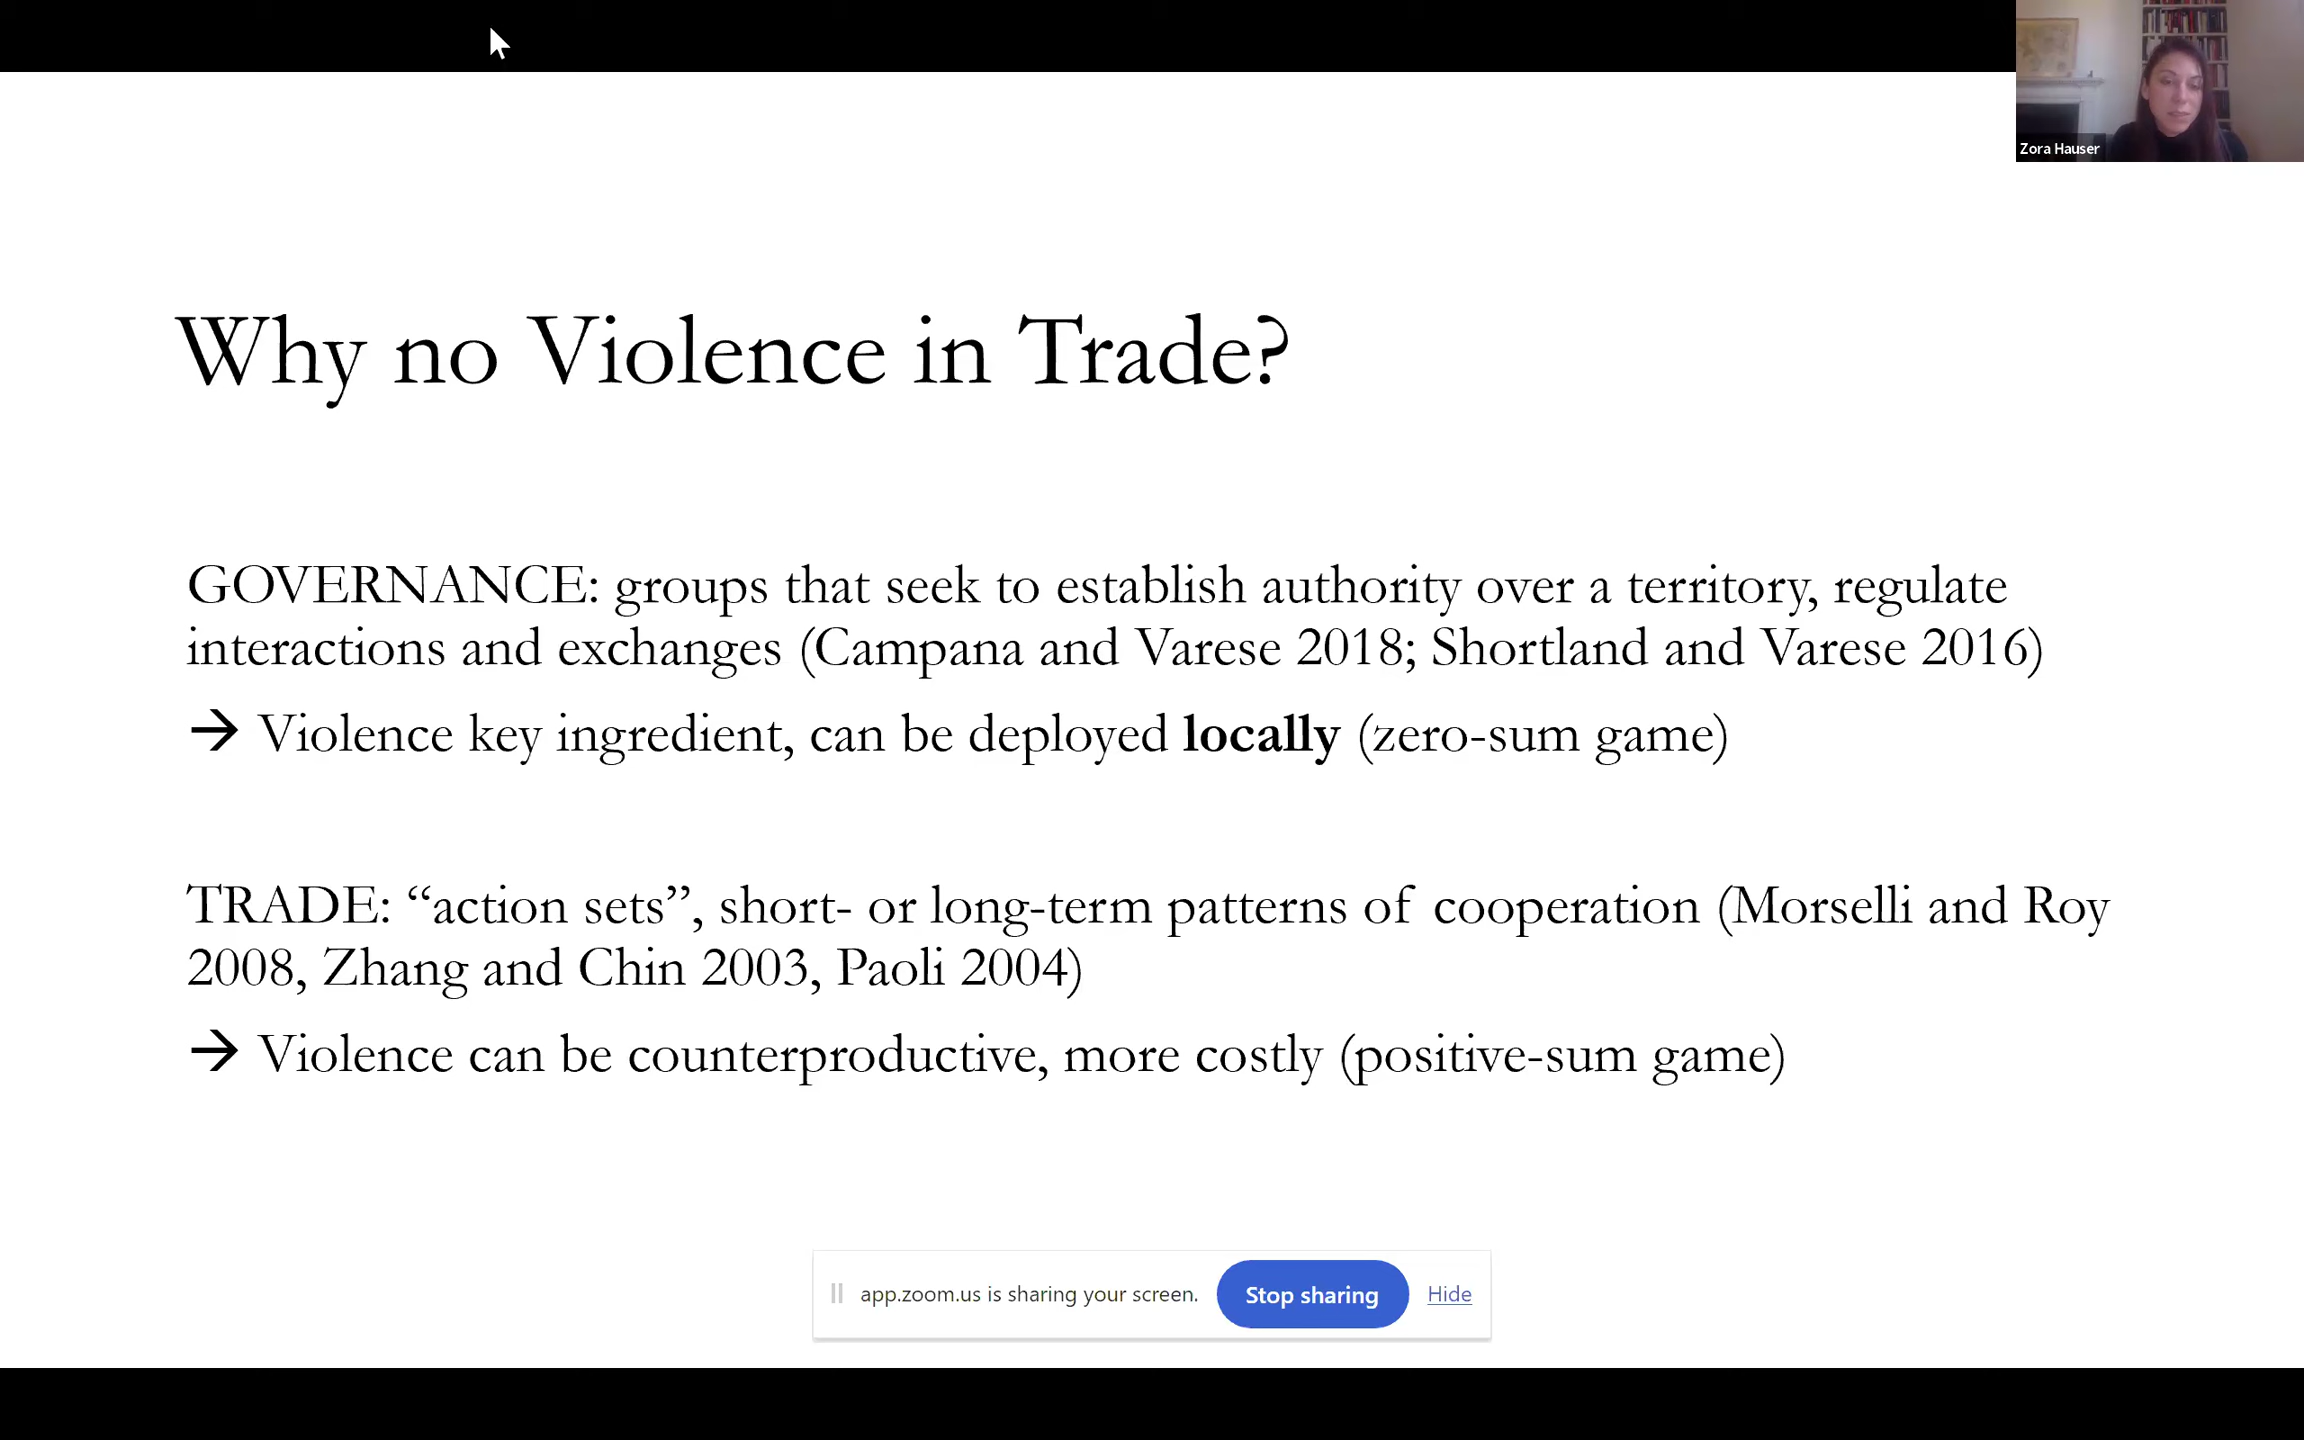 Zora Hauser
Why no Violence in Trade?
GOVERNANCE: groups that seek to establish authority over a territory, regulate
interactions and exchanges (Campana and Varese 2018; Shortland and Varese 2016)
→ Violence key ingredient, can be deployed locally (zero-sum game)
TRADE: “action sets”, short- or long-term patterns of cooperation (Morselli and Roy
2008, Zhang and Chin 2003, Paoli 2004)
→ Violence can be counterproductive, more costly (positive-sum game)
app.zoom.us is sharing your screen. Stop sharing Hide